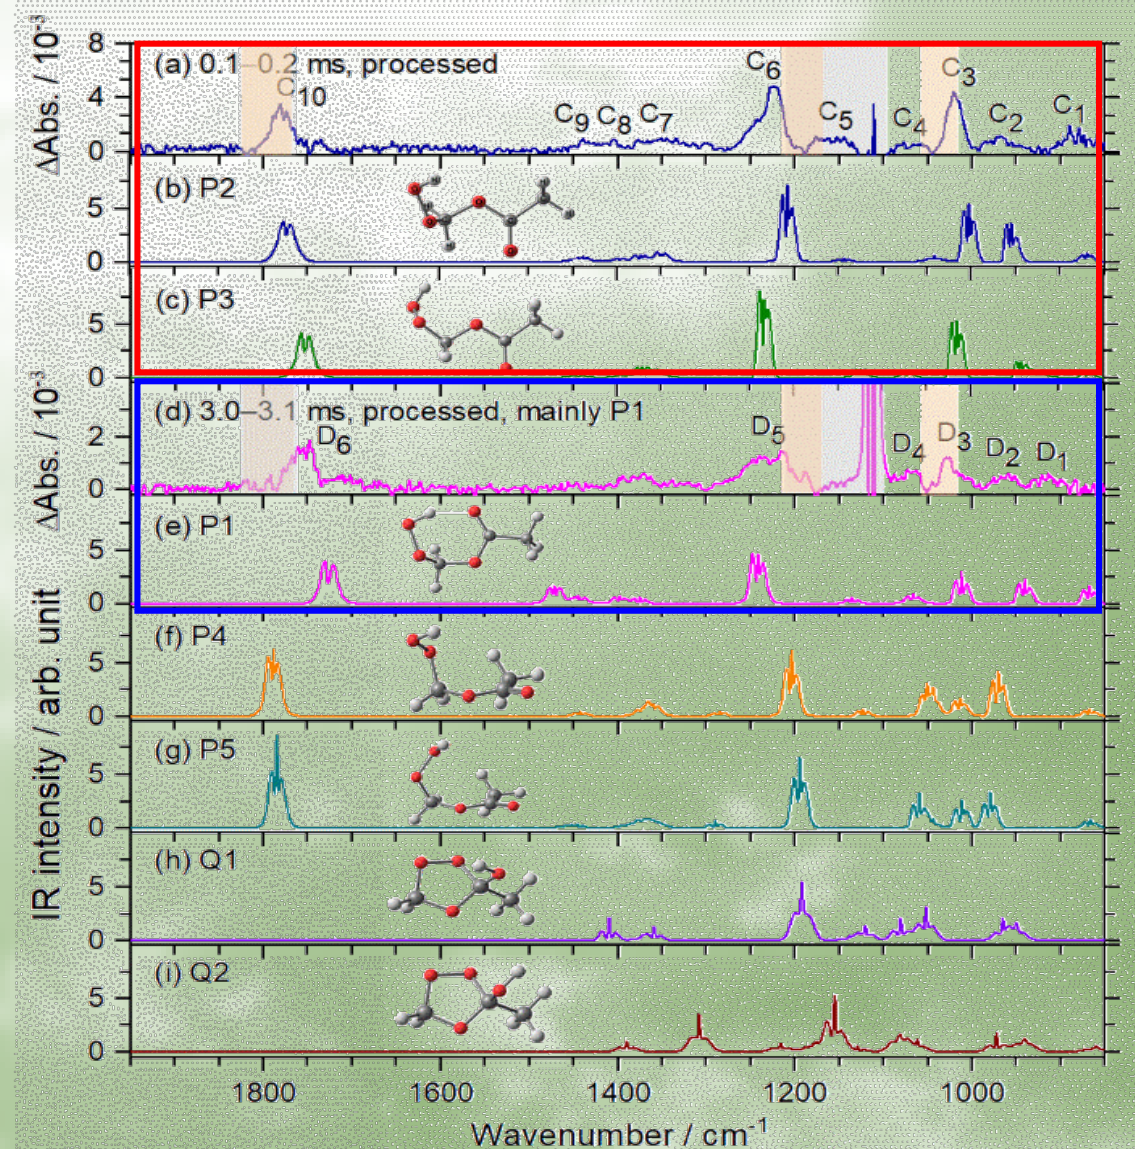 ΔAbs. / 10⁻³
8
4
0
(a) 0.1–0.2 ms, processed
C₁₀
C₉ C₈ C₇
C₆
C₅
C₄
C₃
C₂
C₁
(b) P2
5
0
(c) P3
5
0
ΔAbs. / 10⁻³
(d) 3.0–3.1 ms, processed, mainly P1
2
0
D₆
D₅
D₄
D₃
D₂
D₁
IR intensity / arb. unit
(e) P1
5
0
(f) P4
5
0
(g) P5
5
0
(h) Q1
5
0
(i) Q2
5
0
1800 1600 1400 1200 1000
Wavenumber / cm⁻¹